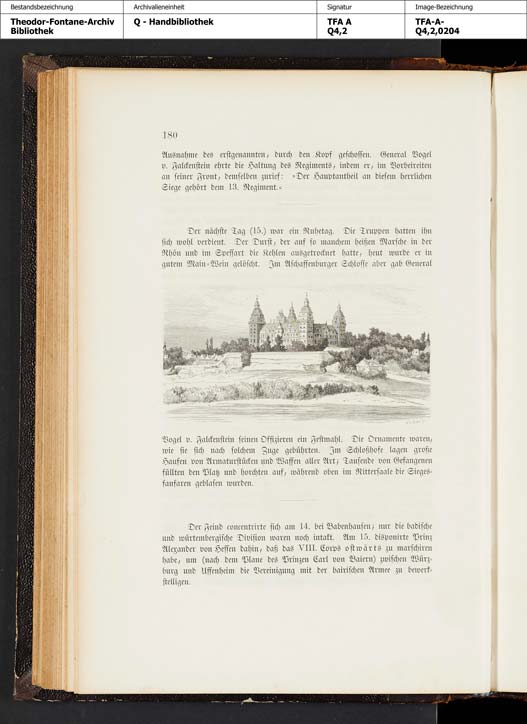 Bestandsbezeichnung
Theodor-Fontane-Archiv
Bibliothek
Archivalieneinheit
Q - Handbibliothek
Signatur
TFA A
Q4,2
Image-Bezeichnung
TFA-A-
Q4,2,0204
180
Ausnahme des erstgenannten, durch den Kopf geschossen. General Vogel
v. Falckenstein ehrte die Haltung des Regiments, indem er, im Vorbeireiten
an seiner Front, demselben zurief: »Der Hauptantheil an diesem herrlichen
Siege gehört dem 13. Regiment.«
Der nächste Tag (15.) war ein Ruhetag. Die Truppen hatten ihn
sich wohl verdient. Der Durst, der auf so manchem heißen Marsche in der
Rhön und im Spessart die Kehlen ausgetrocknet hatte, heut wurde er in
gutem Main-Wein gelöscht. Im Aschaffenburger Schlosse aber gab General
Vogel v. Falckenstein seinen Offizieren ein Festmahl. Die Ornamente waren,
wie sie sich nach solchem Zuge gebührten. Im Schloßhofe lagen große
Haufen von Armaturstücken und Waffen aller Art; Tausende von Gefangenen
füllten den Platz und horchten auf, während oben im Rittersaale die Sieges-
fanfaren geblasen wurden.
Der Feind concentrirte sich am 14. bei Babenhausen; nur die badische
und würtembergische Division waren noch intakt. Am 15. disponirte Prinz
Alexander von Hessen dahin, daß das VIII. Corps ostwärts zu marschiren
habe, um (nach dem Plane des Prinzen Carl von Baiern) zwischen Würz-
burg und Uffenheim die Vereinigung mit der bairischen Armee zu bewerk-
stelligen.